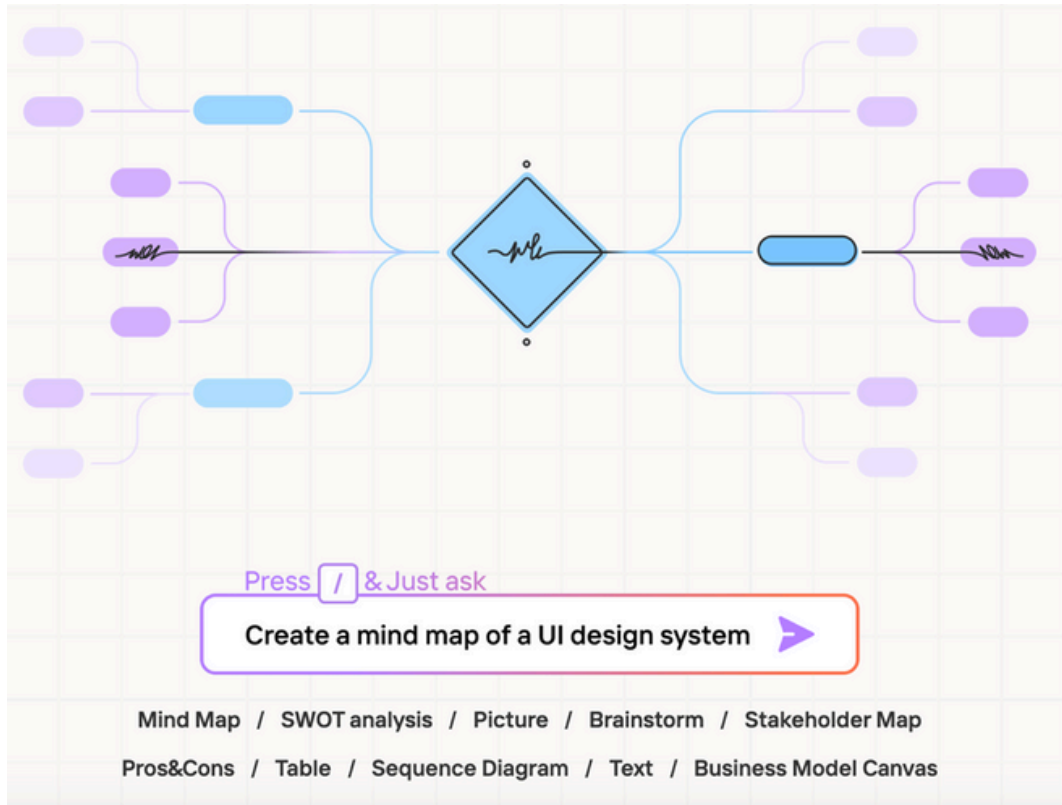 Press / & Just ask
Create a mind map of a UI design system
Mind Map / SWOT analysis / Picture / Brainstorm / Stakeholder Map
Pros&Cons / Table / Sequence Diagram / Text / Business Model Canvas